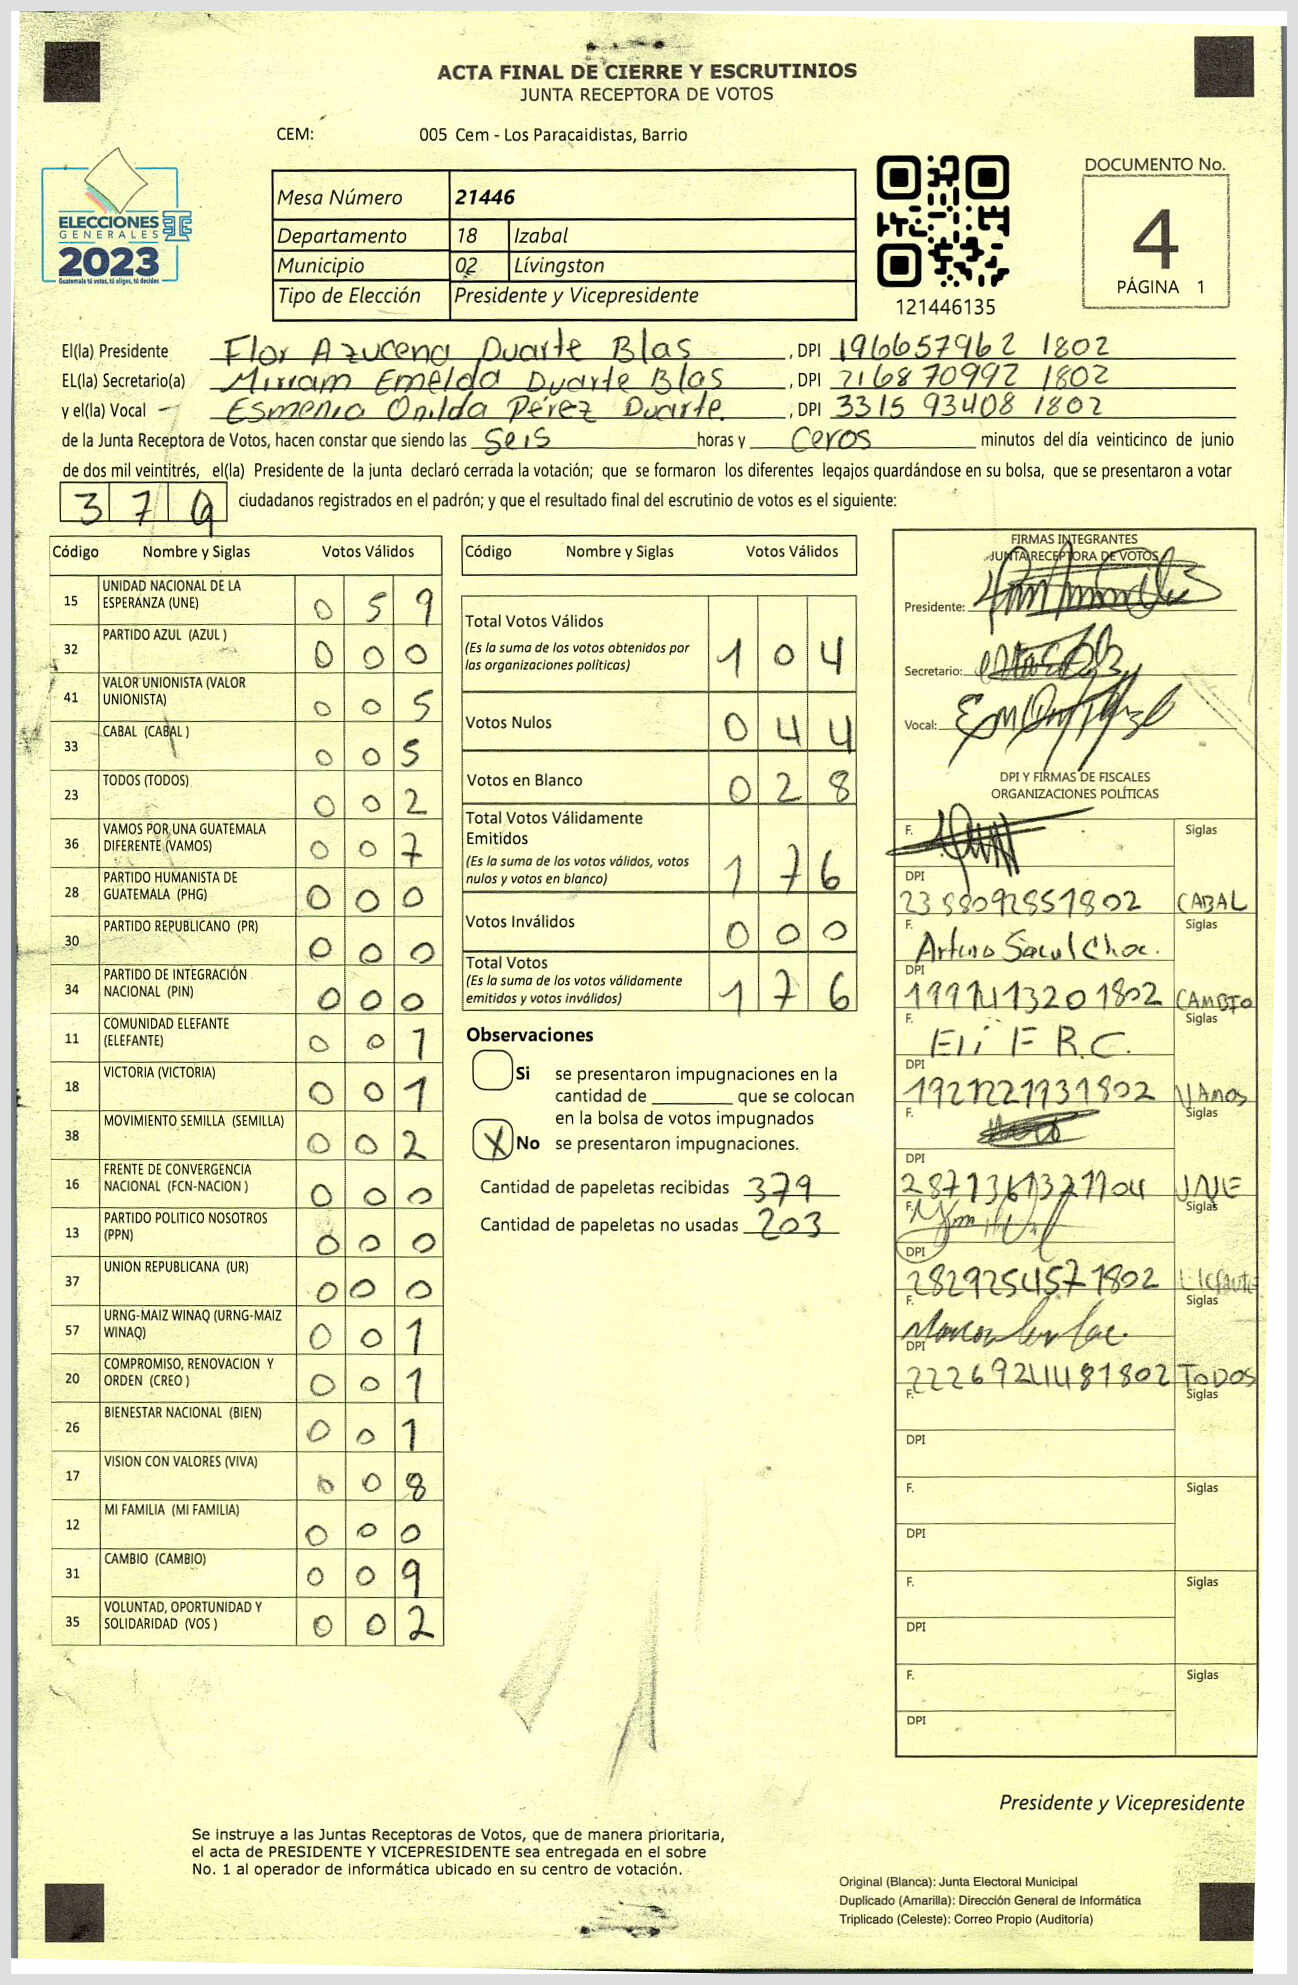 ACTA FINAL DE CIERRE Y ESCRUTINIOS
JUNTA RECEPTORA DE VOTOS
CEM: 005 Cem - Los Paracaidistas, Barrio
ELECCIONES
GENERALES
2023
Guatemala tú votas, tú eliges, tú decides
Mesa Número 21446
Departamento 18 Izabal
Municipio 02 Lívingston
Tipo de Elección Presidente y Vicepresidente
121446135
DOCUMENTO No.
4
PÁGINA 1
El(la) Presidente Flor Azucena Duarte Blas , DPI 196657962 1802
EL(la) Secretario(a) Mirram Emelda Duarte Blas , DPI 216870992 1802
y el(la) Vocal - Esmenia Onilda Pérez Duarte. , DPI 3315 93408 1802
de la Junta Receptora de Votos, hacen constar que siendo las Seis horas y Ceros minutos del día veinticinco de junio
de dos mil veintitrés, el(la) Presidente de la junta declaró cerrada la votación; que se formaron los diferentes legajos guardándose en su bolsa, que se presentaron a votar
37 ciudadanos registrados en el padrón; y que el resultado final del escrutinio de votos es el siguiente:
Código Nombre y Siglas Votos Válidos
15 UNIDAD NACIONAL DE LA ESPERANZA (UNE) 0 5 9
32 PARTIDO AZUL (AZUL ) 0 0 0
41 VALOR UNIONISTA (VALOR UNIONISTA) 0 0 5
33 CABAL (CABAL ) 0 0 5
23 TODOS (TODOS) 0 0 2
36 VAMOS POR UNA GUATEMALA DIFERENTE (VAMOS) 0 0 7
28 PARTIDO HUMANISTA DE GUATEMALA (PHG) 0 0 0
30 PARTIDO REPUBLICANO (PR) 0 0 0
34 PARTIDO DE INTEGRACIÓN NACIONAL (PIN) 0 0 0
11 COMUNIDAD ELEFANTE (ELEFANTE) 0 0 1
18 VICTORIA (VICTORIA) 0 0 1
38 MOVIMIENTO SEMILLA (SEMILLA) 0 0 2
16 FRENTE DE CONVERGENCIA NACIONAL (FCN-NACION ) 0 0 0
13 PARTIDO POLITICO NOSOTROS (PPN) 0 0 0
37 UNION REPUBLICANA (UR) 0 0 0
57 URNG-MAIZ WINAQ (URNG-MAIZ WINAQ) 0 0 1
20 COMPROMISO, RENOVACION Y ORDEN (CREO ) 0 0 1
26 BIENESTAR NACIONAL (BIEN) 0 0 1
17 VISION CON VALORES (VIVA) 0 0 8
12 MI FAMILIA (MI FAMILIA) 0 0 0
31 CAMBIO (CAMBIO) 0 0 9
35 VOLUNTAD, OPORTUNIDAD Y SOLIDARIDAD (VOS ) 0 0 2
Código Nombre y Siglas Votos Válidos
Total Votos Válidos
(Es la suma de los votos obtenidos por las organizaciones políticas) 1 0 4
Votos Nulos 0 4 4
Votos en Blanco 0 2 8
Total Votos Válidamente Emitidos
(Es la suma de los votos válidos, votos nulos y votos en blanco) 1 7 6
Votos Inválidos 0 0 0
Total Votos
(Es la suma de los votos válidamente emitidos y votos inválidos) 1 7 6
Observaciones
Si se presentaron impugnaciones en la
cantidad de ________ que se colocan
en la bolsa de votos impugnados
X No se presentaron impugnaciones.
Cantidad de papeletas recibidas 379
Cantidad de papeletas no usadas 203
FIRMAS INTEGRANTES
JUNTA RECEPTORA DE VOTOS
Presidente:
Secretario:
Vocal:
DPI Y FIRMAS DE FISCALES
ORGANIZACIONES POLÍTICAS
F. Siglas
DPI
2388092851802 CABAL
F. Arturo Sacul Choc. Siglas
DPI
1991413201802 CAMBIO
F. Eli F R.C. Siglas
DPI
1921221931802 VAMOS
F. Siglas
DPI
2871361321104 UNE
F. Siglas
DPI
2829254571802 Elefante
F. Siglas
DPI
2226924481802 TODOS
F. Siglas
DPI
F. Siglas
DPI
F. Siglas
DPI
F. Siglas
DPI
Presidente y Vicepresidente
Se instruye a las Juntas Receptoras de Votos, que de manera prioritaria,
el acta de PRESIDENTE Y VICEPRESIDENTE sea entregada en el sobre
No. 1 al operador de informática ubicado en su centro de votación.
Original (Blanca): Junta Electoral Municipal
Duplicado (Amarilla): Dirección General de Informática
Triplicado (Celeste): Correo Propio (Auditoría)